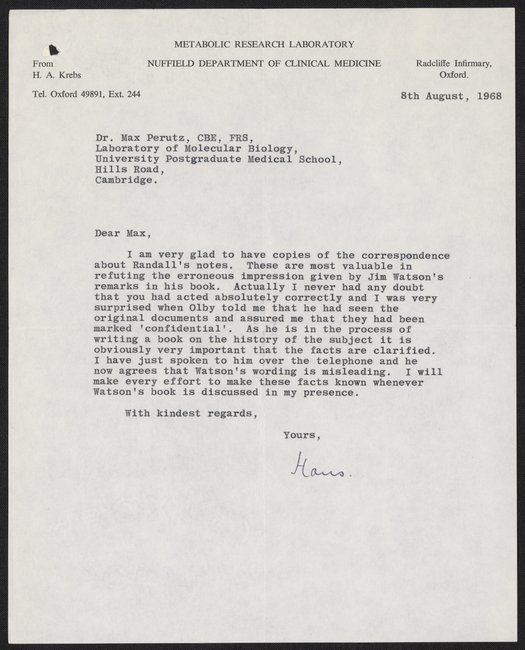 METABOLIC RESEARCH LABORATORY
From
H. A. Krebs
NUFFIELD DEPARTMENT OF CLINICAL MEDICINE
Radcliffe Infirmary,
Oxford.
Tel. Oxford 49891, Ext. 244
8th August, 1968
Dr. Max Perutz, CBE, FRS,
Laboratory of Molecular Biology,
University Postgraduate Medical School,
Hills Road,
Cambridge.
Dear Max,
I am very glad to have copies of the correspondence
about Randall's notes. These are most valuable in
refuting the erroneous impression given by Jim Watson's
remarks in his book. Actually I never had any doubt
that you had acted absolutely correctly and I was very
surprised when Olby told me that he had seen the
original documents and assured me that they had been
marked 'confidential'. As he is in the process of
writing a book on the history of the subject it is
obviously very important that the facts are clarified.
I have just spoken to him over the telephone and he
now agrees that Watson's wording is misleading. I will
make every effort to make these facts known whenever
Watson's book is discussed in my presence.
With kindest regards,
Yours,
Hans.